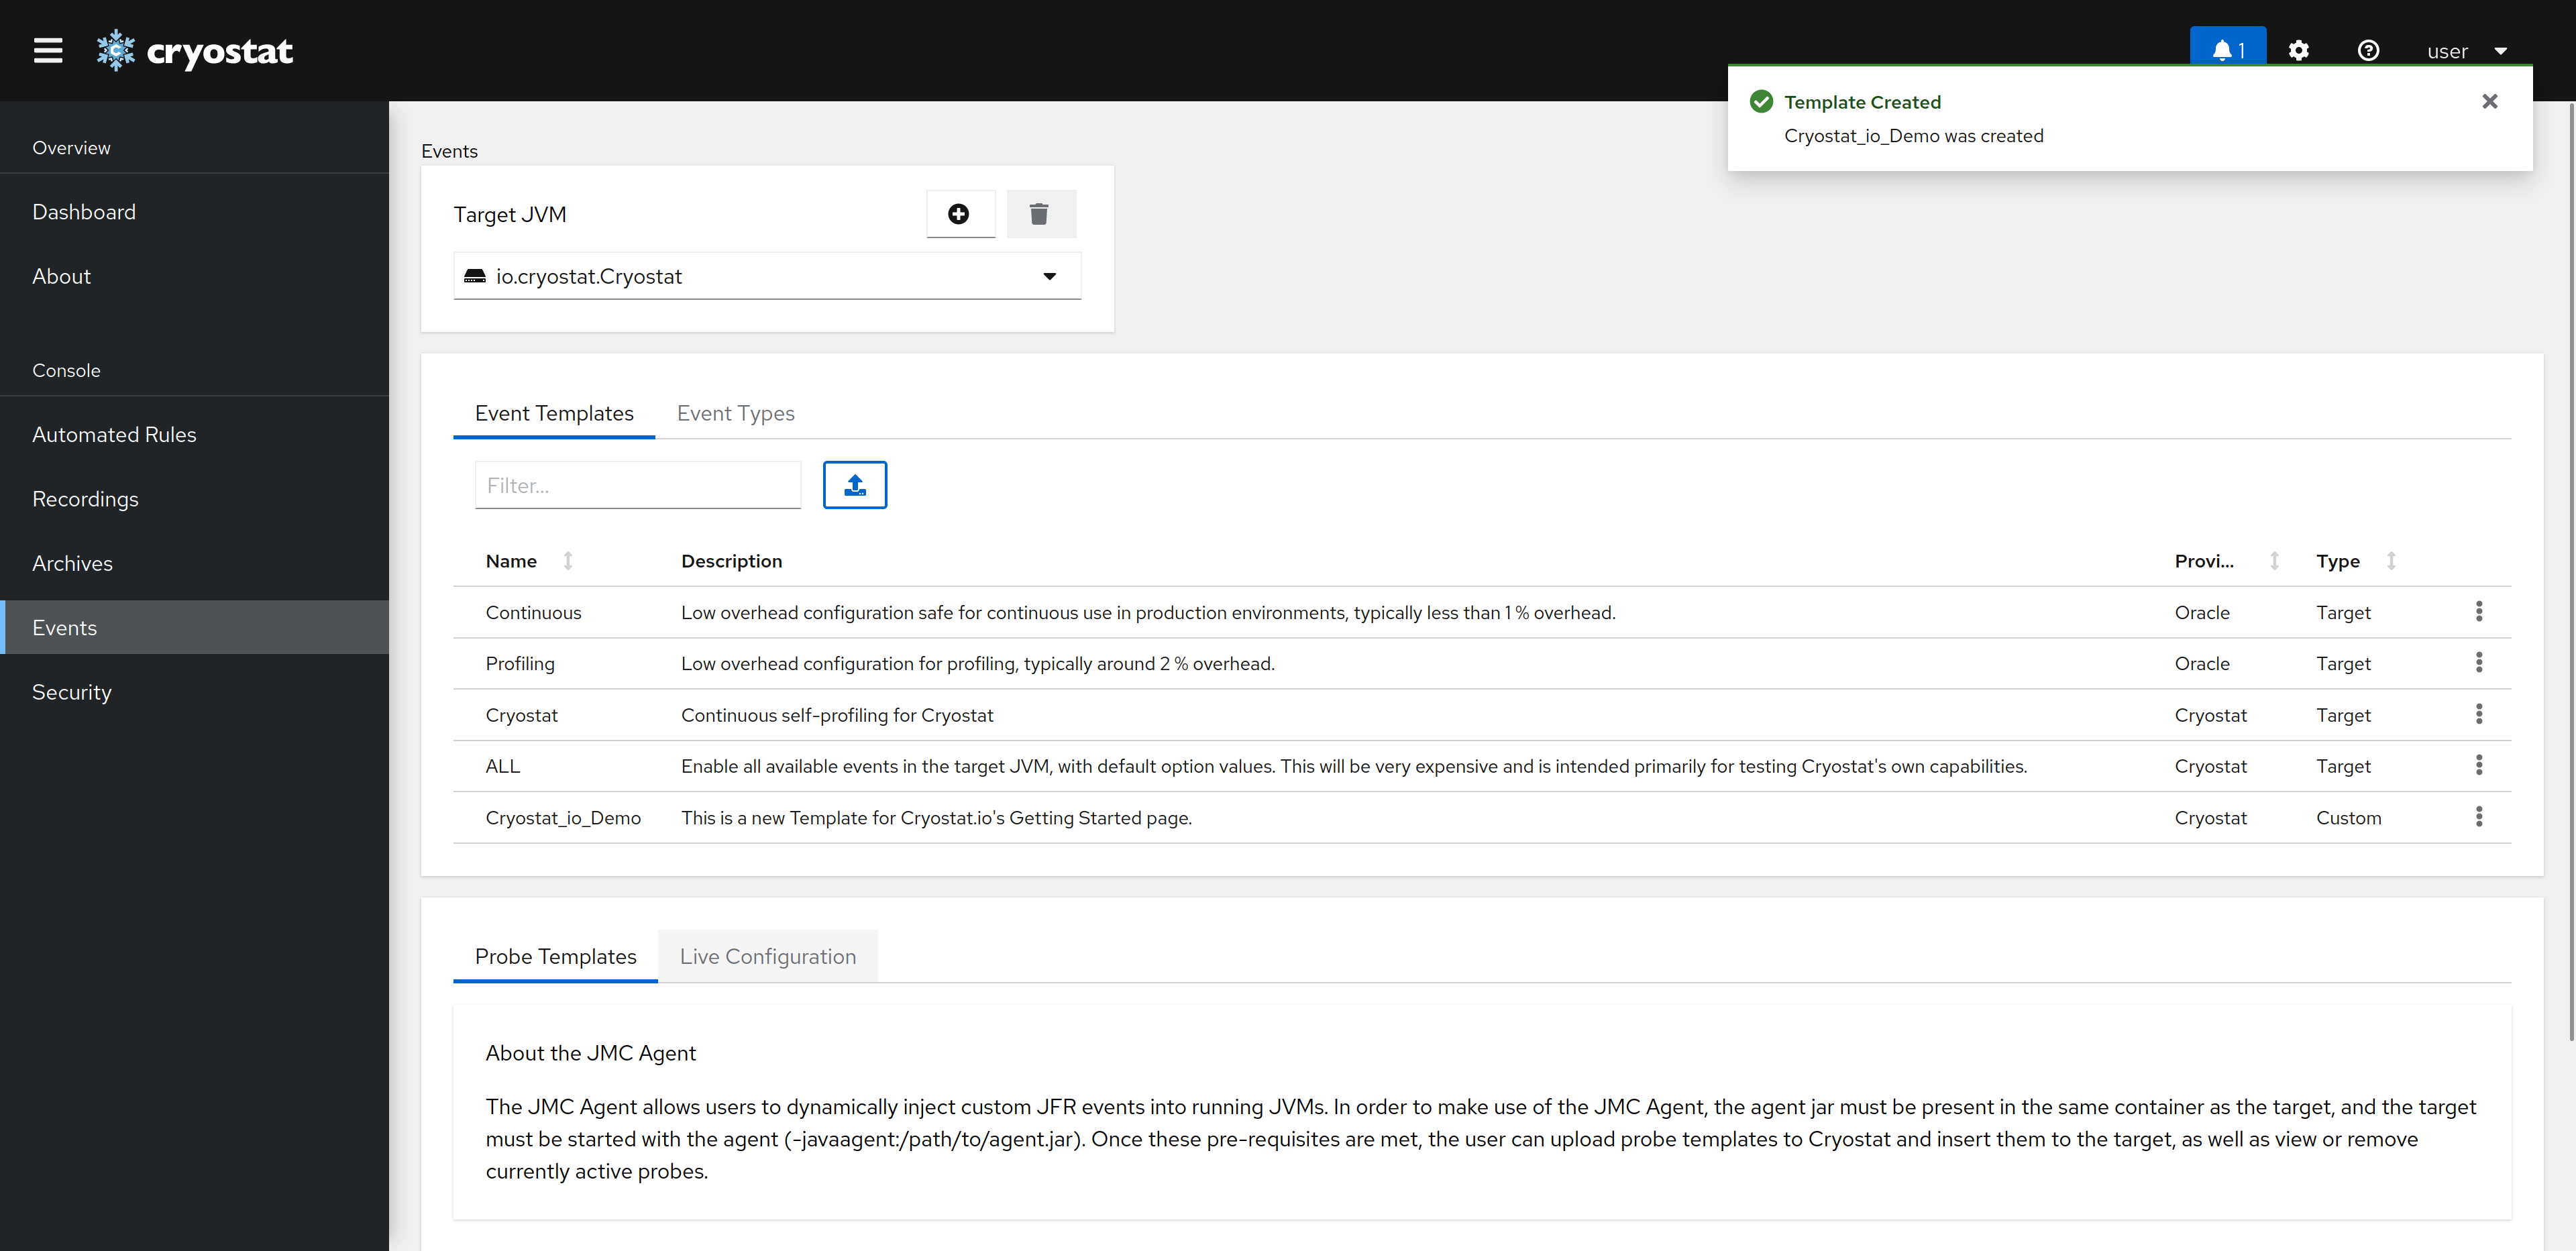 cryostat
1
user
Template Created
Cryostat_io_Demo was created
Overview
Dashboard
About
Console
Automated Rules
Recordings
Archives
Events
Security
Events
Target JVM
io.cryostat.Cryostat
Event Templates Event Types
Filter...
Name Description Provi... Type
Continuous Low overhead configuration safe for continuous use in production environments, typically less than 1 % overhead. Oracle Target
Profiling Low overhead configuration for profiling, typically around 2 % overhead. Oracle Target
Cryostat Continuous self-profiling for Cryostat Cryostat Target
ALL Enable all available events in the target JVM, with default option values. This will be very expensive and is intended primarily for testing Cryostat's own capabilities. Cryostat Target
Cryostat_io_Demo This is a new Template for Cryostat.io's Getting Started page. Cryostat Custom
Probe Templates Live Configuration
About the JMC Agent
The JMC Agent allows users to dynamically inject custom JFR events into running JVMs. In order to make use of the JMC Agent, the agent jar must be present in the same container as the target, and the target
must be started with the agent (-javaagent:/path/to/agent.jar). Once these pre-requisites are met, the user can upload probe templates to Cryostat and insert them to the target, as well as view or remove
currently active probes.